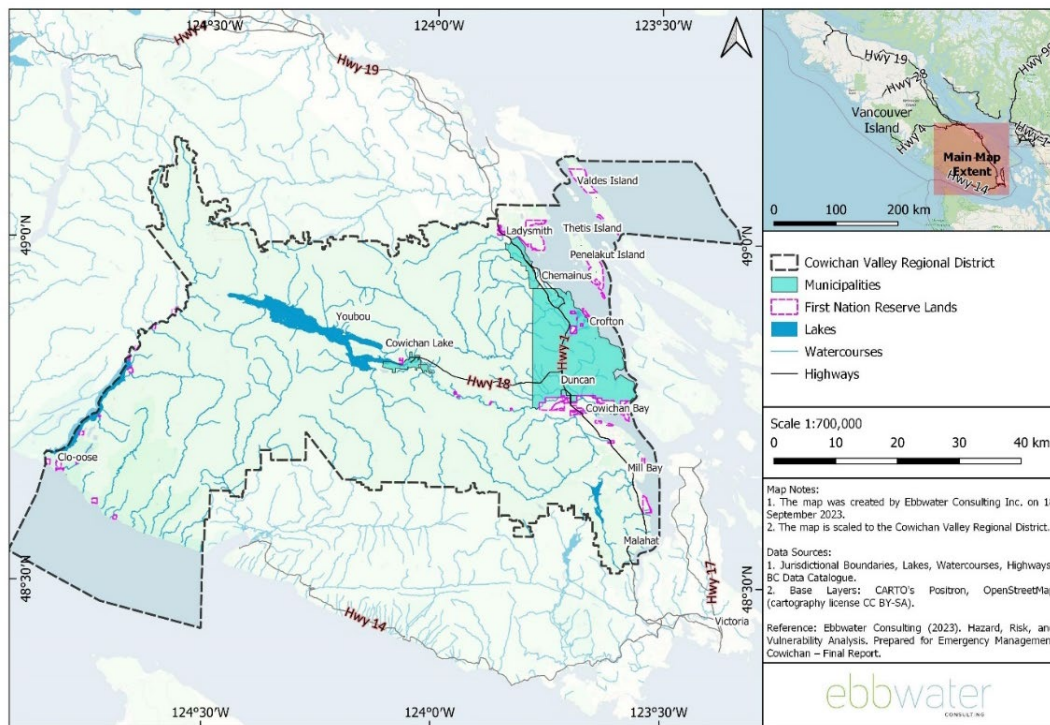 124°30'W
124°0'W
123°30'W
Hwy 4
Hwy 19
49°0'N
49°0'N
48°30'N
48°30'N
Valdes Island
Ladysmith
Thetis Island
Penelakut Island
Chemainus
Youbou
Crofton
Cowichan Lake
Hwy 1
Hwy 18
Duncan
Cowichan Bay
Clo-oose
Mill Bay
Malahat
Hwy 17
Hwy 14
Victoria
124°30'W
124°0'W
123°30'W
Hwy 19
Hwy 28
Hwy 99
Vancouver
Island
Hwy 4
Hwy 1
Main Map
Extent
Hwy 14
0 100 200 km
Cowichan Valley Regional District
Municipalities
First Nation Reserve Lands
Lakes
Watercourses
Highways
Scale 1:700,000
0 10 20 30 40 km
Map Notes:
1. The map was created by Ebbwater Consulting Inc. on
September 2023.
2. The map is scaled to the Cowichan Valley Regional District.
Data Sources:
1. Jurisdictional Boundaries, Lakes, Watercourses, Highways
BC Data Catalogue.
2. Base Layers: CARTO's Positron, OpenStreetMap
(cartography license CC BY-SA).
Reference: Ebbwater Consulting (2023). Hazard, Risk, and
Vulnerability Analysis. Prepared for Emergency Management
Cowichan – Final Report.
ebbwater
CONSULTING